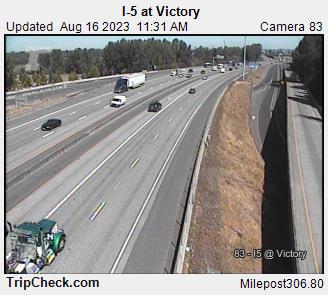 I-5 at Victory
Updated Aug 16 2023 11:31 AM Camera 83
83 - I5 @ Victory
TripCheck.com Milepost306.80